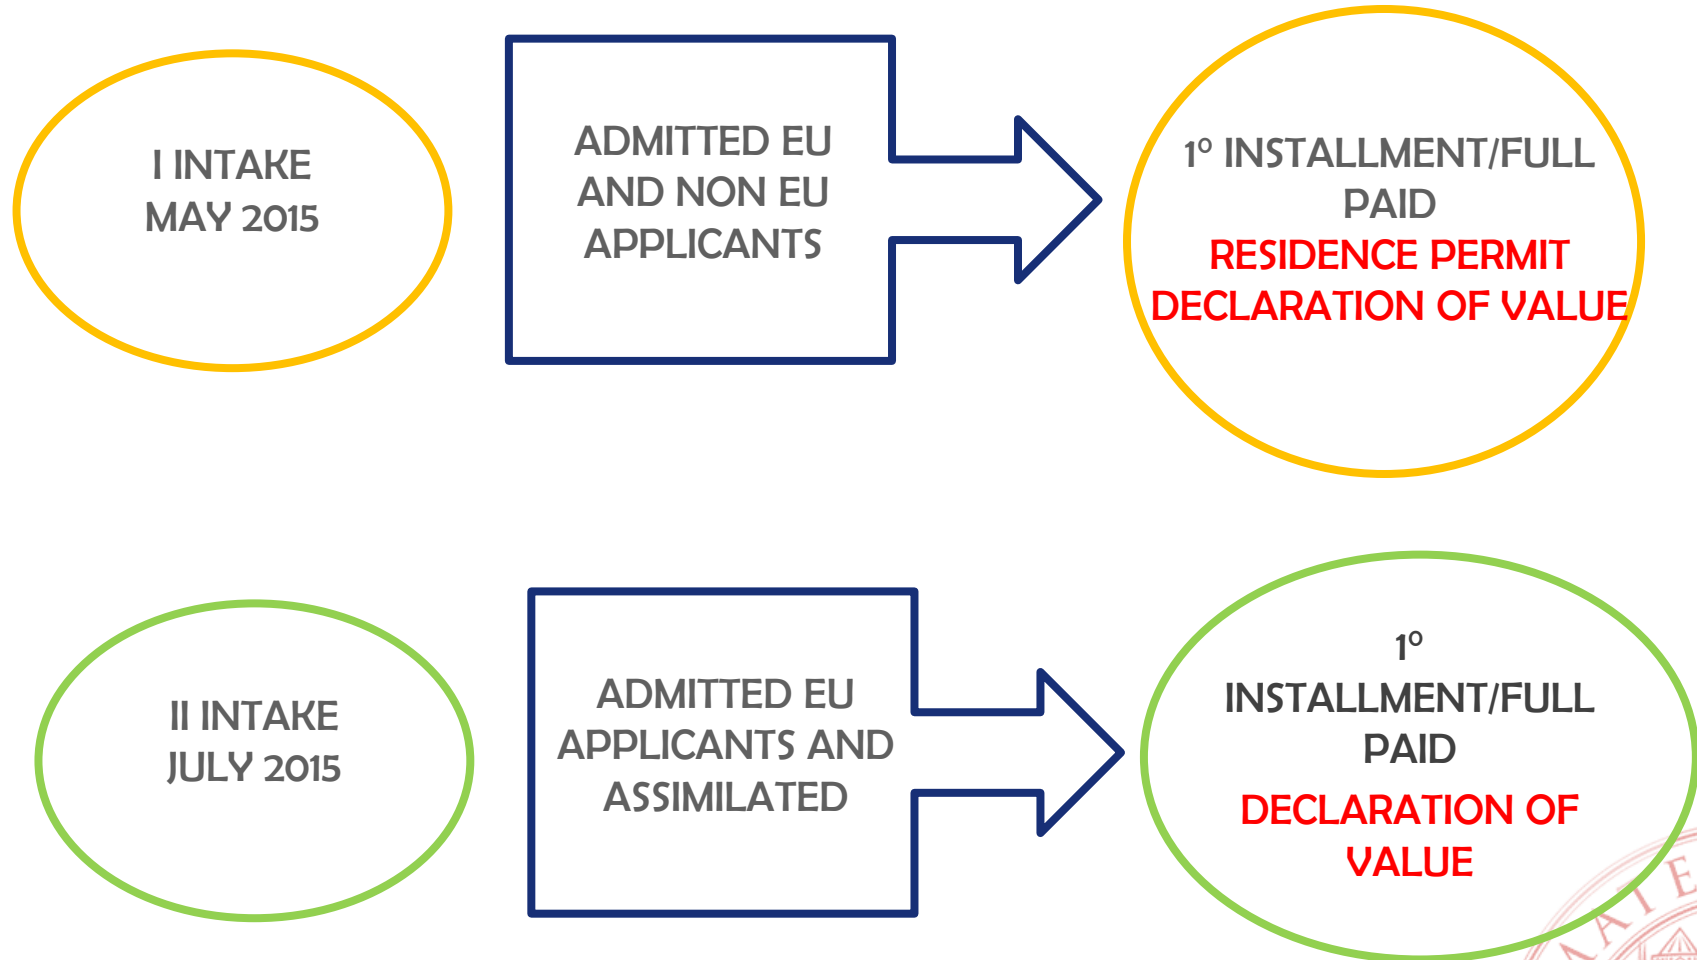 I INTAKE
MAY 2015
ADMITTED EU
AND NON EU
APPLICANTS
1° INSTALLMENT/FULL
PAID
RESIDENCE PERMIT
DECLARATION OF VALUE
II INTAKE
JULY 2015
ADMITTED EU
APPLICANTS AND
ASSIMILATED
1°
INSTALLMENT/FULL
PAID
DECLARATION OF
VALUE